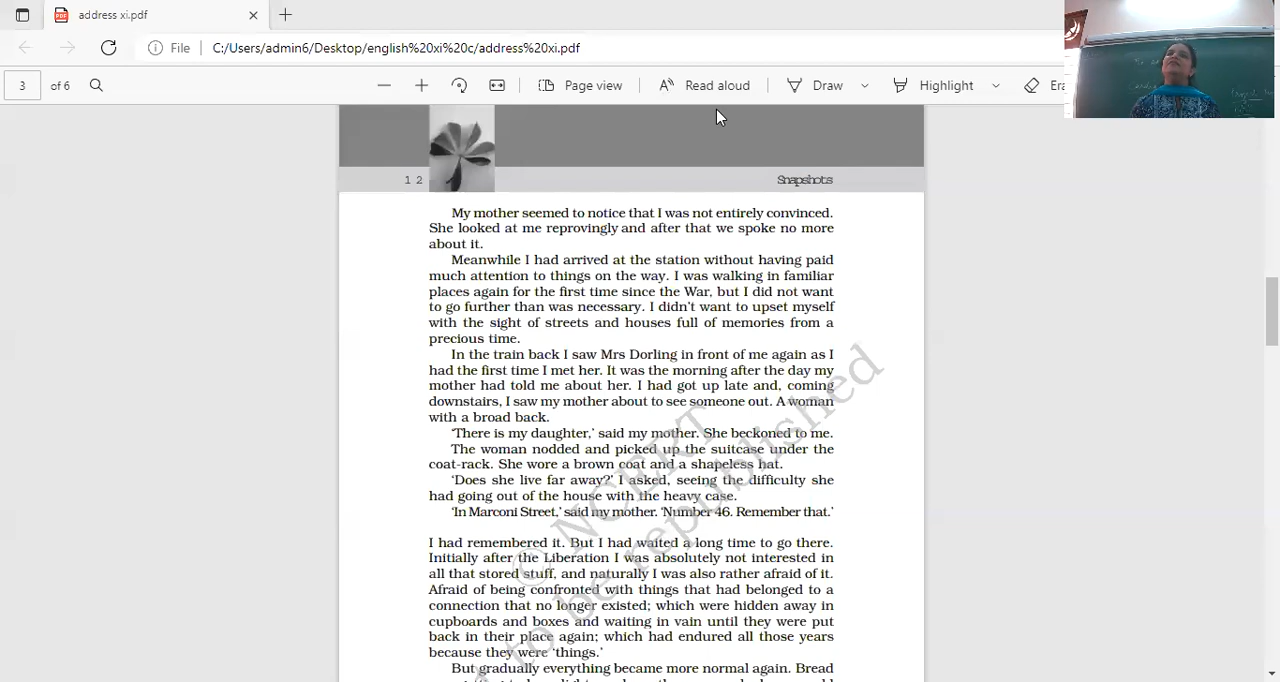 address xi.pdf
File C:/Users/admin6/Desktop/english%20xi%20c/address%20xi.pdf
3 of 6 Page view Read aloud Draw Highlight
1 2 Snapshots
My mother seemed to notice that I was not entirely convinced.
She looked at me reprovingly and after that we spoke no more
about it.
Meanwhile I had arrived at the station without having paid
much attention to things on the way. I was walking in familiar
places again for the first time since the War, but I did not want
to go further than was necessary. I didn't want to upset myself
with the sight of streets and houses full of memories from a
precious time.
In the train back I saw Mrs Dorling in front of me again as I
had the first time I met her. It was the morning after the day my
mother had told me about her. I had got up late and, coming
downstairs, I saw my mother about to see someone out. A woman
with a broad back.
‘There is my daughter,’ said my mother. She beckoned to me.
The woman nodded and picked up the suitcase under the
coat-rack. She wore a brown coat and a shapeless hat.
‘Does she live far away?’ I asked, seeing the difficulty she
had going out of the house with the heavy case.
‘In Marconi Street,’ said my mother. ‘Number 46. Remember that.’
I had remembered it. But I had waited a long time to go there.
Initially after the Liberation I was absolutely not interested in
all that stored stuff, and naturally I was also rather afraid of it.
Afraid of being confronted with things that had belonged to a
connection that no longer existed; which were hidden away in
cupboards and boxes and waiting in vain until they were put
back in their place again; which had endured all those years
because they were ‘things.’
But gradually everything became more normal again. Bread
© NCERT
to be republished